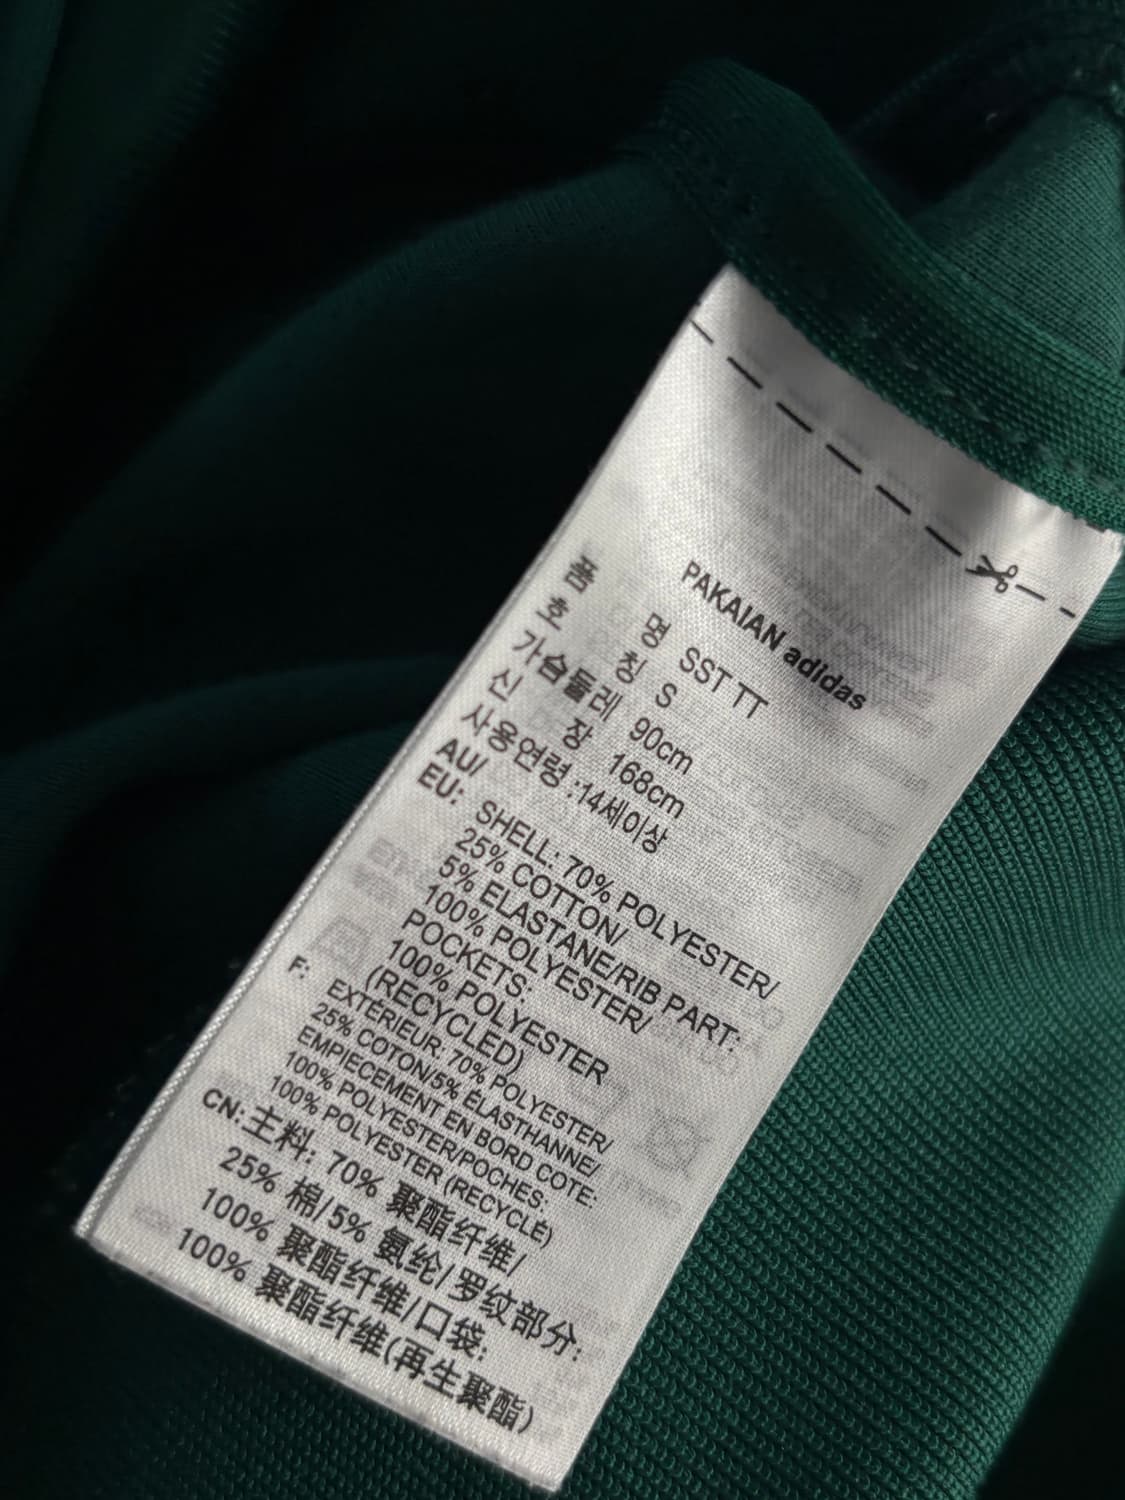 PAKAIAN adidas
품 명 SST TT
호 칭 S
가슴둘레 90cm
신 장 168cm
사용연령 :14세이상
AU/
EU: SHELL: 70% POLYESTER/
25% COTTON/
5% ELASTANE/RIB PART:
100% POLYESTER/
POCKETS:
100% POLYESTER
(RECYCLED)
F: EXTÉRIEUR: 70% POLYESTER/
25% COTON/5% ÉLASTHANNE/
EMPIECEMENT EN BORD COTE:
100% POLYESTER/POCHES:
100% POLYESTER (RECYCLÉ)
CN: 主料: 70% 聚酯纤维/
25% 棉/5% 氨纶/罗纹部分:
100% 聚酯纤维/口袋:
100% 聚酯纤维(再生聚酯)